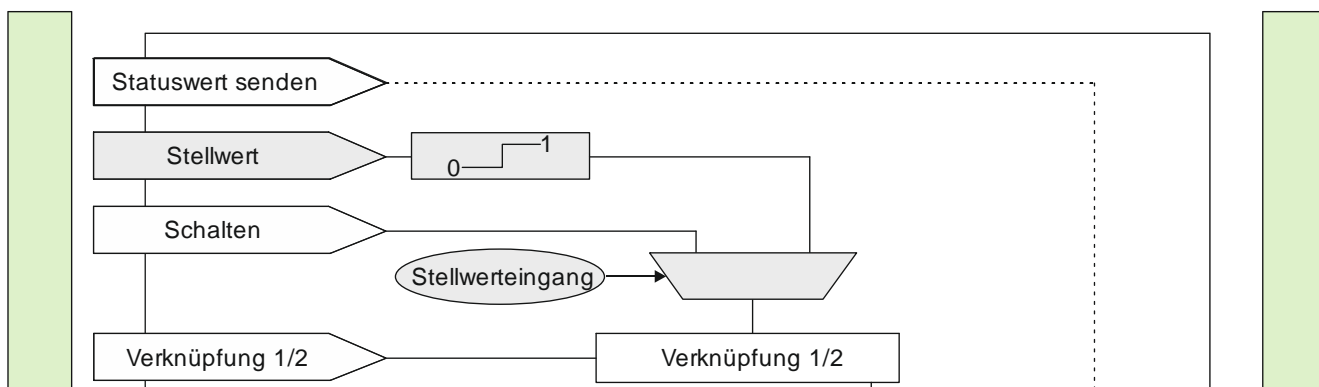 Statuswert senden
Stellwert
0
1
Schalten
Stellwerteingang
Verknüpfung 1/2
Verknüpfung 1/2